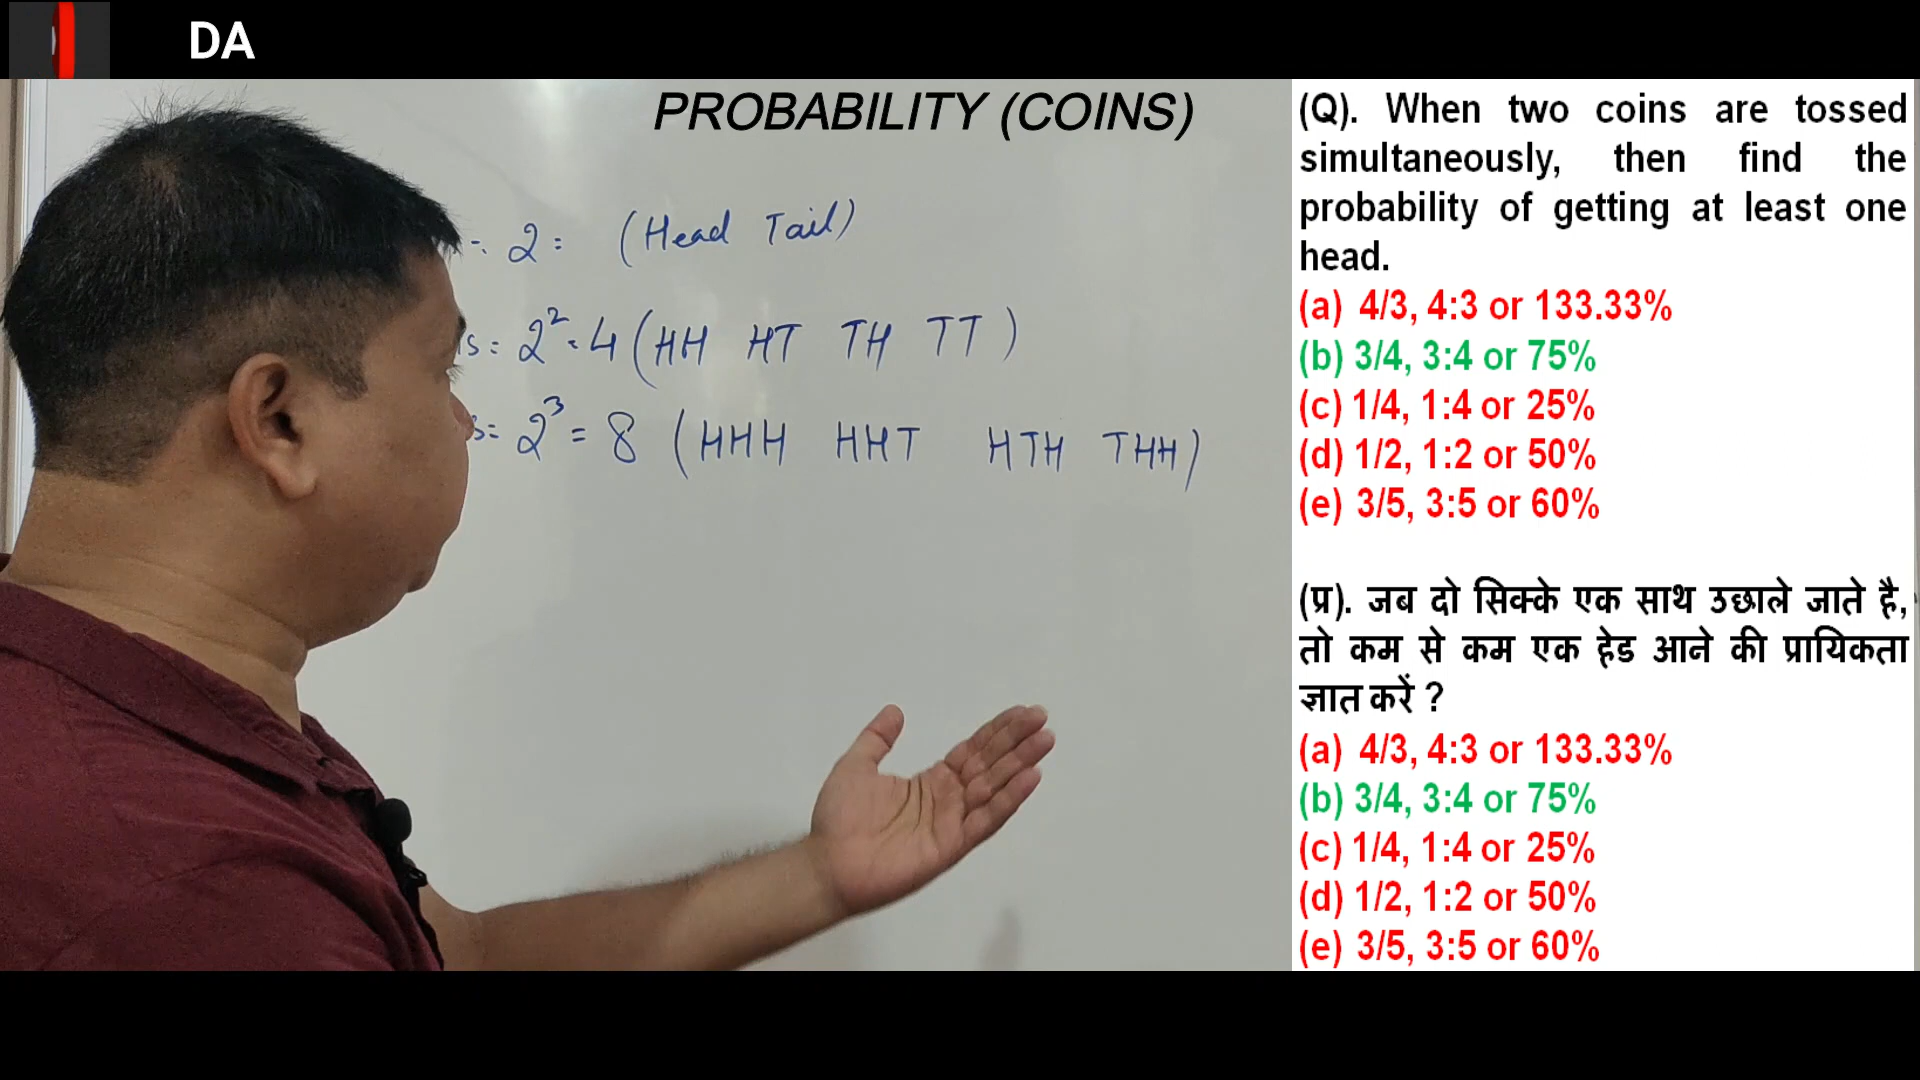 DA
PROBABILITY (COINS)
2 = (Head Tail)
s = 2² = 4 (HH HT TH TT)
s = 2³ = 8 (HHH HHT HTH THH)
(Q). When two coins are tossed
simultaneously, then find the
probability of getting at least one
head.
(a) 4/3, 4:3 or 133.33%
(b) 3/4, 3:4 or 75%
(c) 1/4, 1:4 or 25%
(d) 1/2, 1:2 or 50%
(e) 3/5, 3:5 or 60%
(प्र). जब दो सिक्के एक साथ उछाले जाते है,
तो कम से कम एक हेड आने की प्रायिकता
ज्ञात करें ?
(a) 4/3, 4:3 or 133.33%
(b) 3/4, 3:4 or 75%
(c) 1/4, 1:4 or 25%
(d) 1/2, 1:2 or 50%
(e) 3/5, 3:5 or 60%